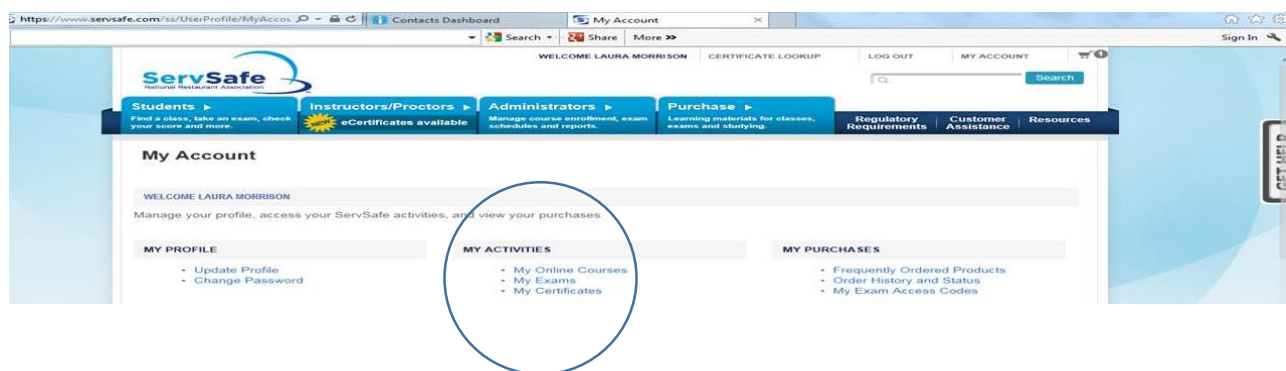 https://www.servsafe.com/ss/UserProfile/MyAccou
Contacts Dashboard
My Account
Search
Share
More »
Sign In
WELCOME LAURA MORRISON
CERTIFICATE LOOKUP
LOG OUT
MY ACCOUNT
0
ServSafe
National Restaurant Association
Search
Students ▸
Find a class, take an exam, check
your score and more.
Instructors/Proctors ▸
eCertificates available
Administrators ▸
Manage course enrollment, exam
schedules and reports.
Purchase ▸
Learning materials for classes,
exams and studying.
Regulatory
Requirements
Customer
Assistance
Resources
GET HELP
My Account
WELCOME LAURA MORRISON
Manage your profile, access your ServSafe activities, and view your purchases
MY PROFILE
- Update Profile
- Change Password
MY ACTIVITIES
- My Online Courses
- My Exams
- My Certificates
MY PURCHASES
- Frequently Ordered Products
- Order History and Status
- My Exam Access Codes